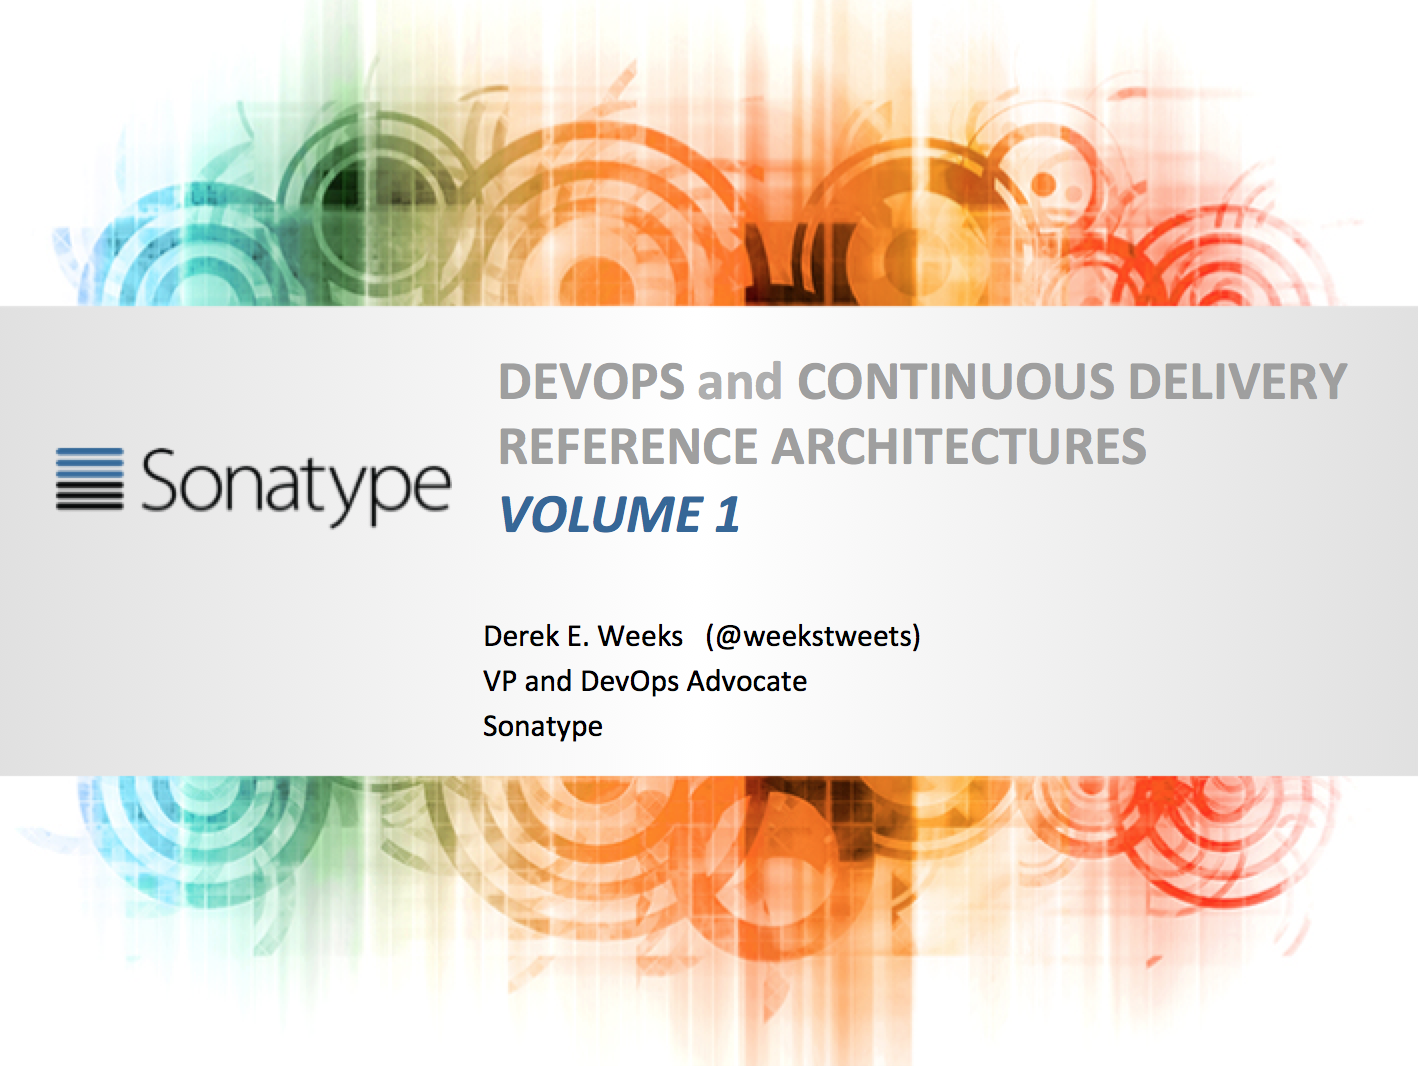 DEVOPS and CONTINUOUS DELIVERY
REFERENCE ARCHITECTURES
VOLUME 1
Sonatype
Derek E. Weeks (@weekstweets)
VP and DevOps Advocate
Sonatype